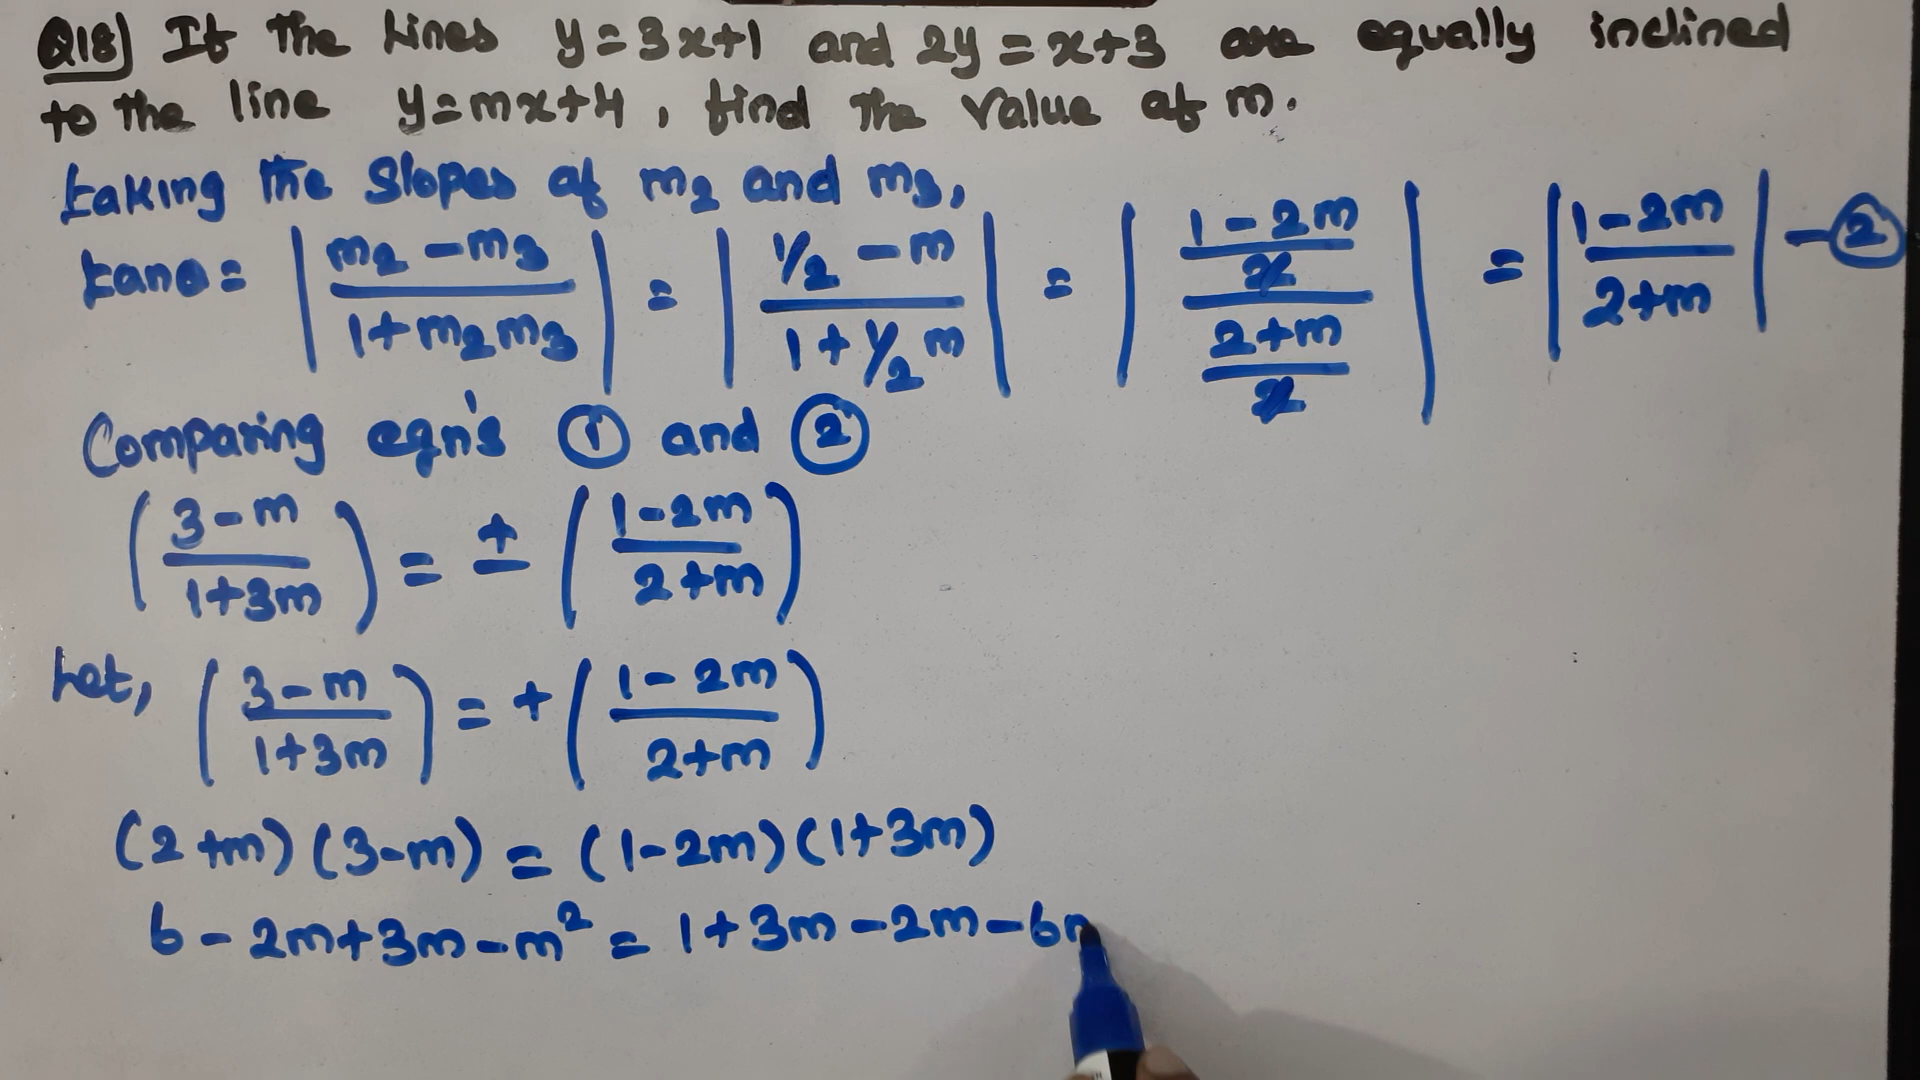 Q18) If the lines y=3x+1 and 2y=x+3 are equally inclined
to the line y=mx+4, find the value of m.
taking the slopes of m₂ and m₃,
tanθ = |(m₂ - m₃)/(1+m₂m₃)| = |(1/2 - m)/(1+1/2 m)| = |((1-2m)/2)/((2+m)/2)| = |(1-2m)/(2+m)| - ②
Comparing eqn's ① and ②
((3-m)/(1+3m)) = ± ((1-2m)/(2+m))
Let, ((3-m)/(1+3m)) = + ((1-2m)/(2+m))
(2+m)(3-m) = (1-2m)(1+3m)
6-2m+3m-m² = 1+3m-2m-6m